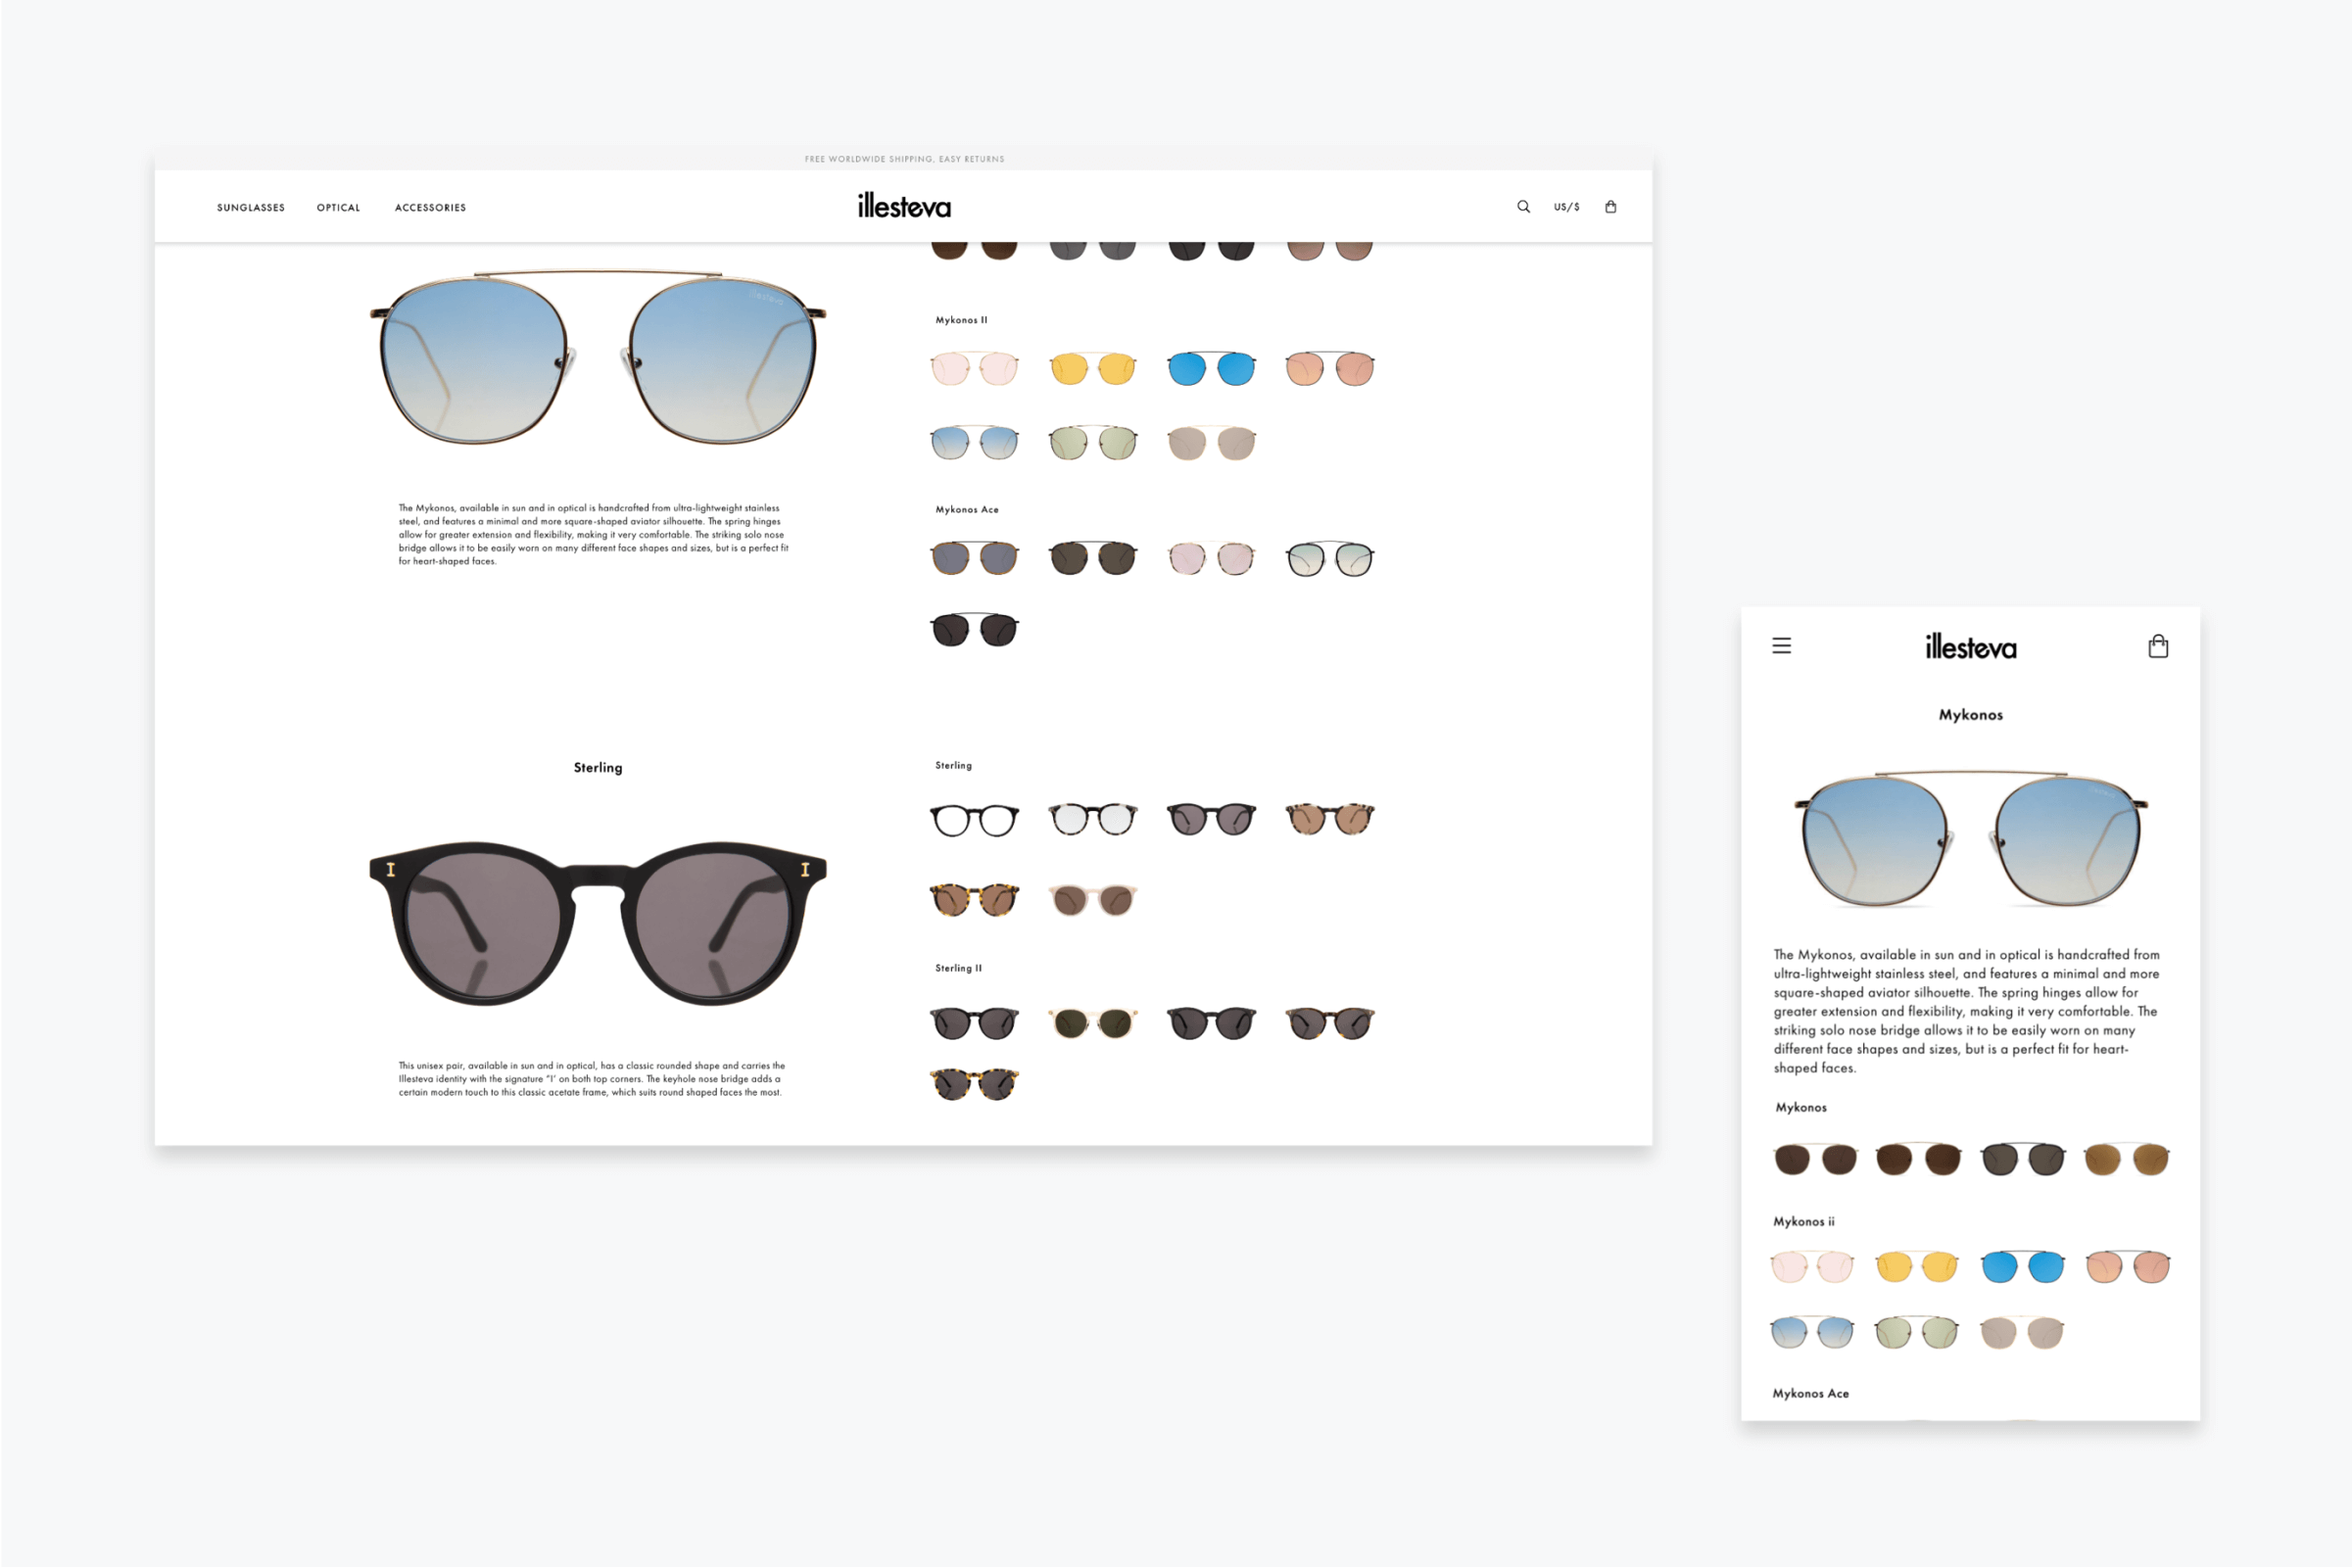 FREE WORLDWIDE SHIPPING, EASY RETURNS
SUNGLASSES OPTICAL ACCESSORIES
illesteva
US/$
illesteva
The Mykonos, available in sun and in optical is handcrafted from ultra-lightweight stainless
steel, and features a minimal and more square-shaped aviator silhouette. The spring hinges
allow for greater extension and flexibility, making it very comfortable. The striking solo nose
bridge allows it to be easily worn on many different face shapes and sizes, but is a perfect fit
for heart-shaped faces.
Mykonos II
Mykonos Ace
Sterling
I I
This unisex pair, available in sun and in optical, has a classic rounded shape and carries the
Illesteva identity with the signature "I' on both top corners. The keyhole nose bridge adds a
certain modern touch to this classic acetate frame, which suits round shaped faces the most.
Sterling
Sterling II
illesteva
Mykonos
illesteva
The Mykonos, available in sun and in optical is handcrafted from
ultra-lightweight stainless steel, and features a minimal and more
square-shaped aviator silhouette. The spring hinges allow for
greater extension and flexibility, making it very comfortable. The
striking solo nose bridge allows it to be easily worn on many
different face shapes and sizes, but is a perfect fit for heart-
shaped faces.
Mykonos
Mykonos ii
Mykonos Ace